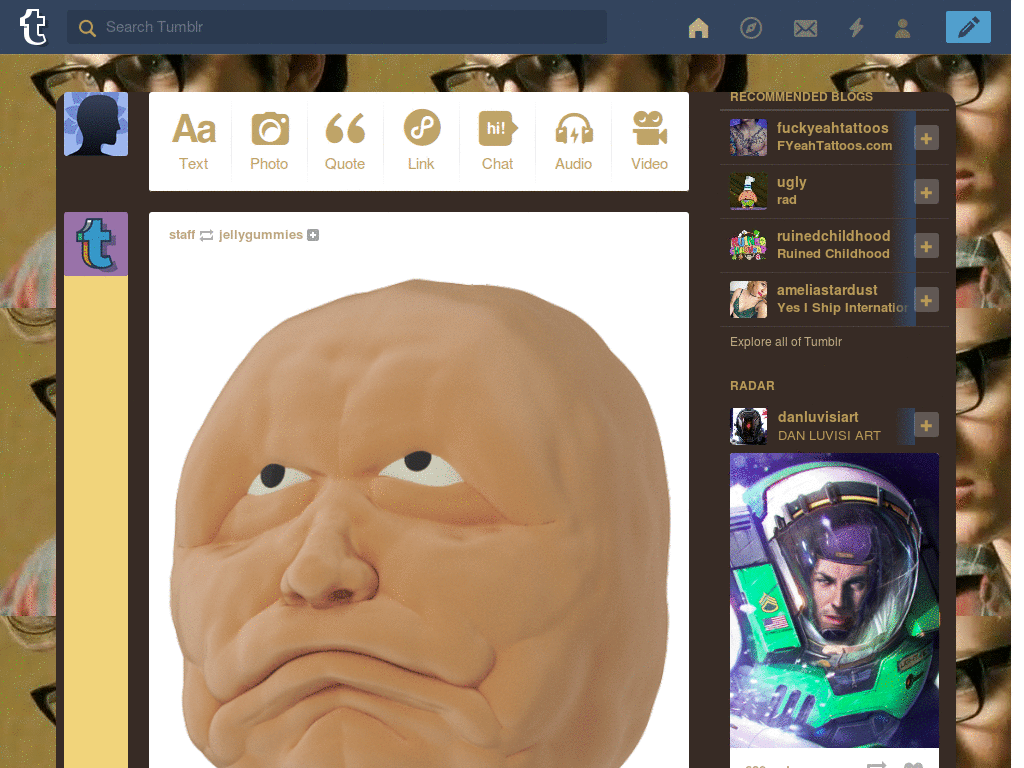 t
Search Tumblr
Aa
hi!
Text
Photo
Quote
Link
Chat
Audio
Video
staff
jellygummies
t
RECOMMENDED BLOGS
fuckyeahtattoos
FYeahTattoos.com
ugly
rad
ruinedchildhood
Ruined Childhood
ameliastardust
Yes I Ship Internation
Explore all of Tumblr
RADAR
danluvisiart
DAN LUVISI ART